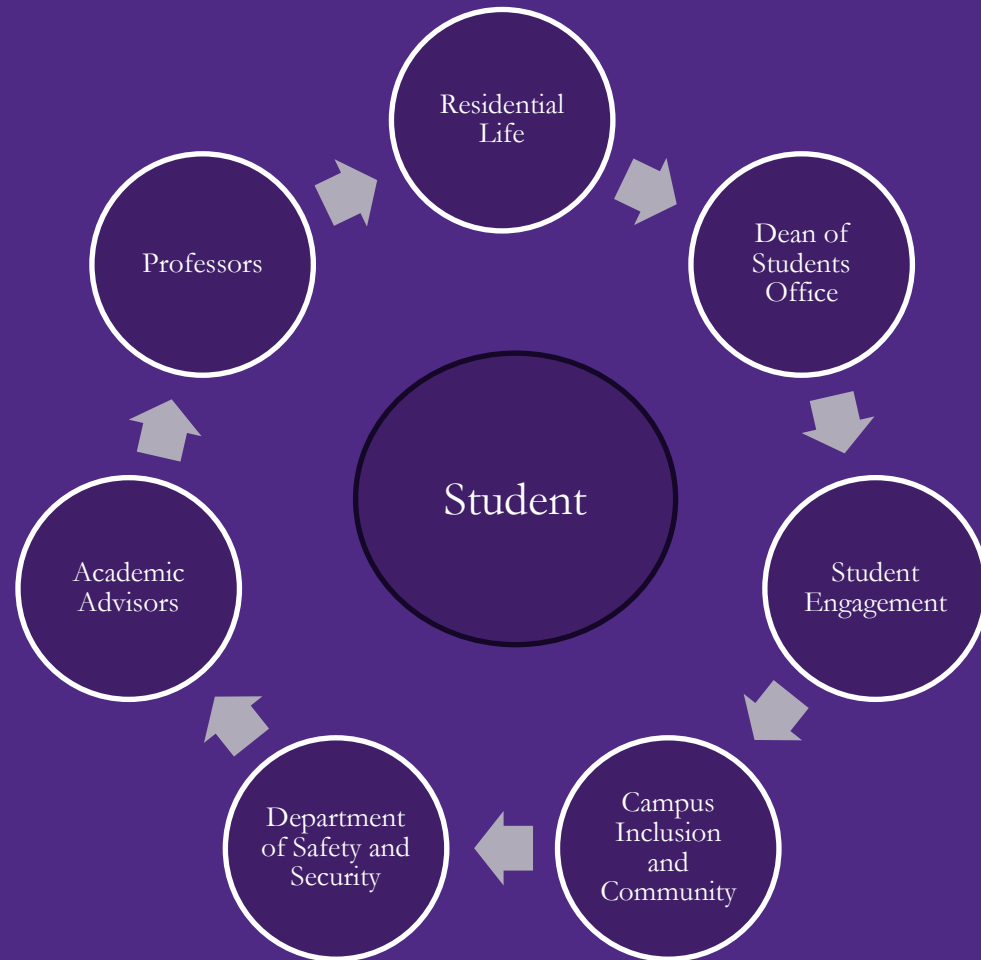 Residential
Life
Dean of
Students
Office
Student
Engagement
Campus
Inclusion
and
Community
Department
of Safety and
Security
Academic
Advisors
Professors
Student